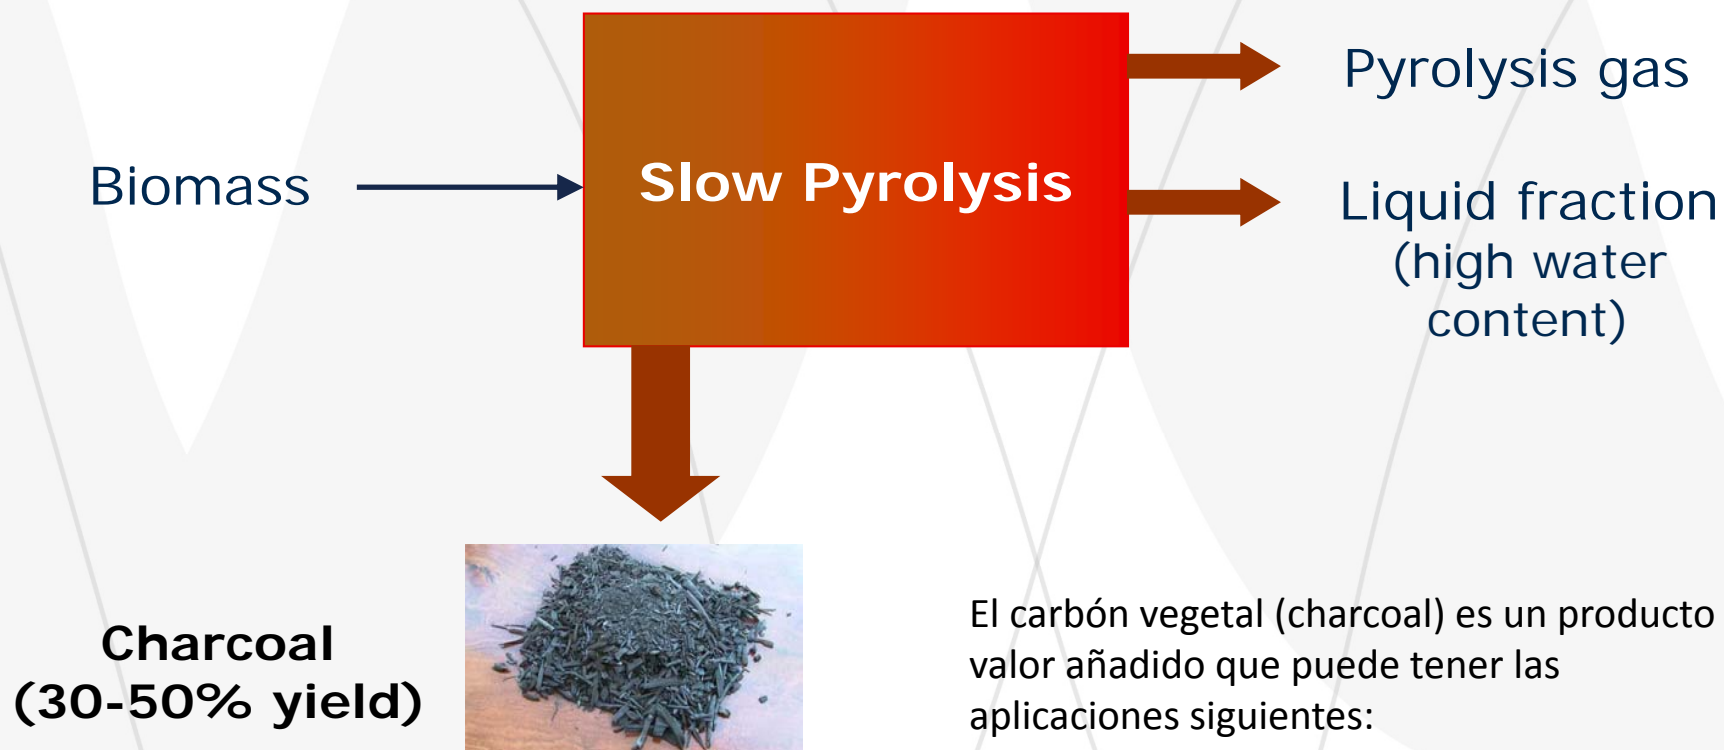 Pyrolysis gas
Biomass
Slow Pyrolysis
Liquid fraction
(high water
content)
Charcoal
(30-50% yield)
El carbón vegetal (charcoal) es un producto
valor añadido que puede tener las
aplicaciones siguientes: